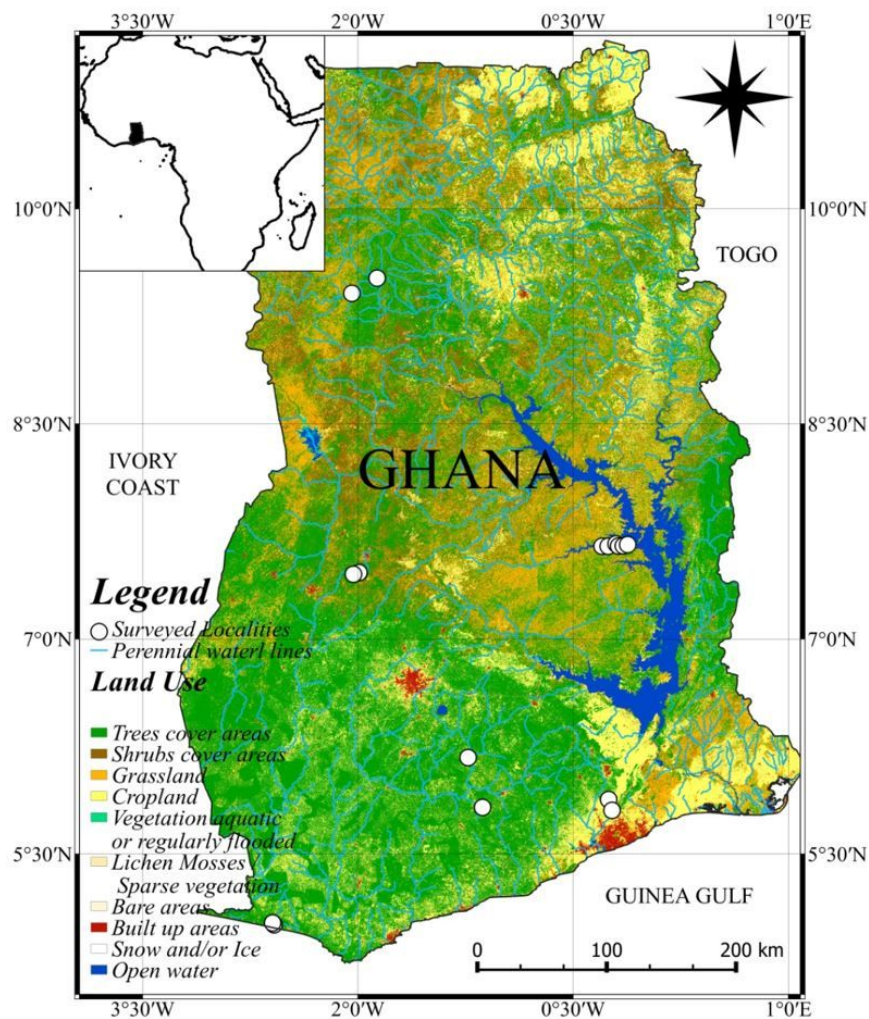 3°30'W 2°0'W 0°30'W 1°0'E
10°0'N 10°0'N
TOGO
8°30'N 8°30'N
IVORY
COAST
GHANA
7°0'N 7°0'N
Legend
Surveyed Localities
Perennial waterl lines
Land Use
Trees cover areas
Shrubs cover areas
Grassland
Cropland
Vegetation aquatic
or regularly flooded
Lichen Mosses /
Sparse vegetation
Bare areas
Built up areas
Snow and/or Ice
Open water
5°30'N 5°30'N
GUINEA GULF
0 100 200 km
3°30'W 2°0'W 0°30'W 1°0'E